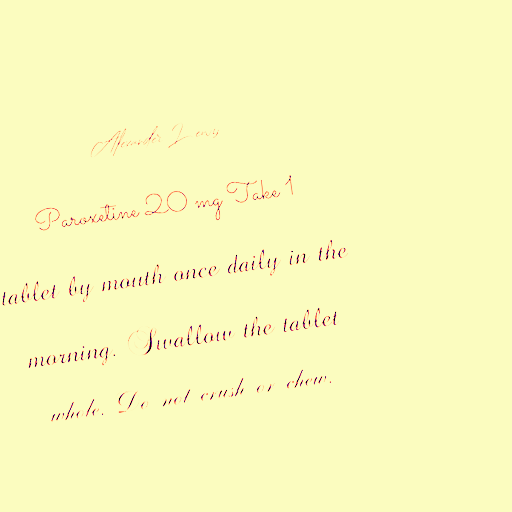 Alexander Lewis
Paroxetine 20 mg Take 1
tablet by mouth once daily in the
morning. Swallow the tablet
whole. Do not crush or chew.